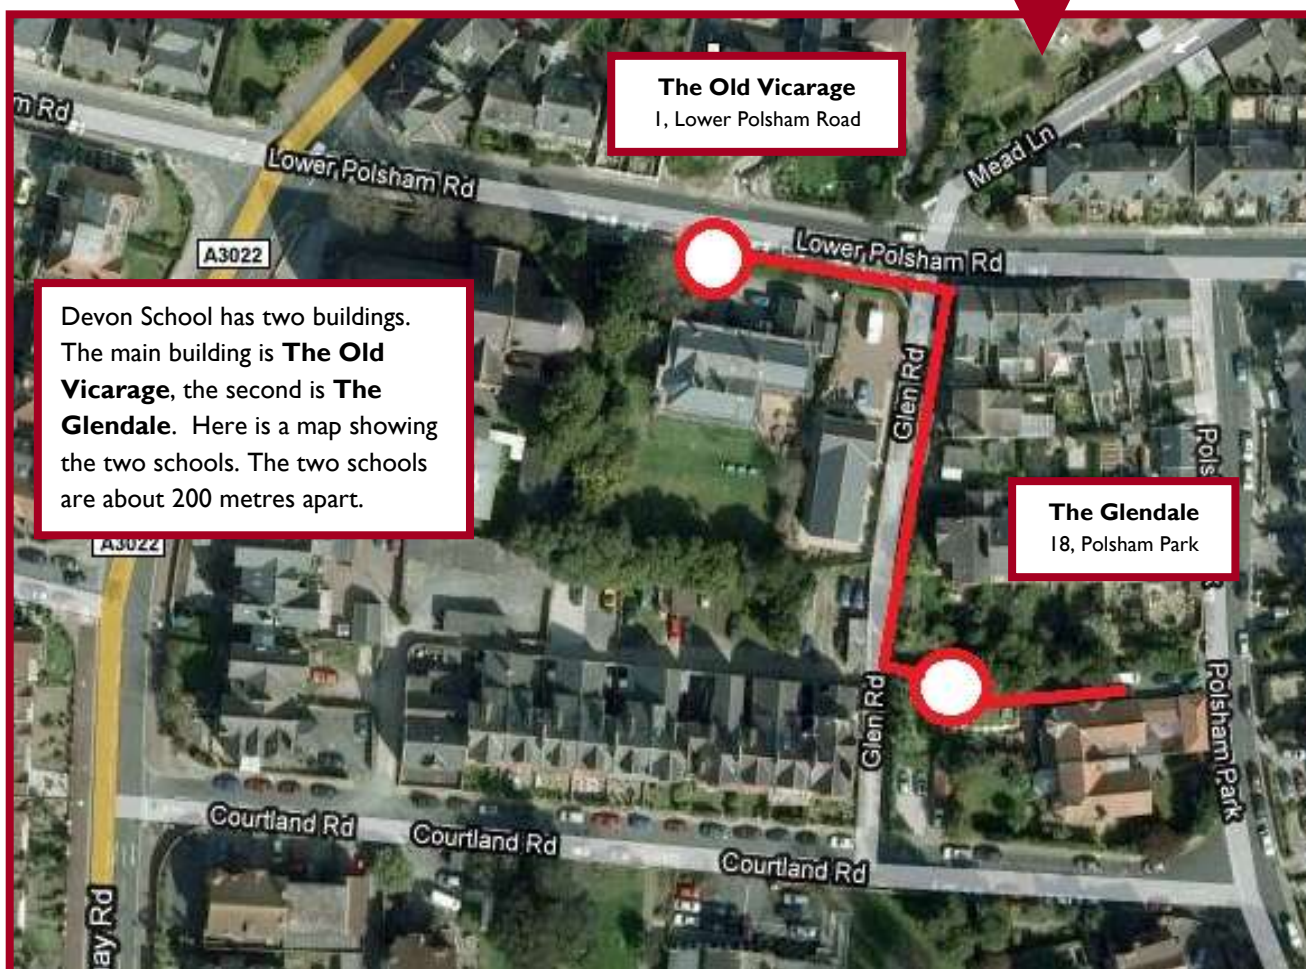 The Old Vicarage
1, Lower Polsham Road
m Rd
Lower Polsham Rd
Mead Ln
Lower Polsham Rd
A3022
Devon School has two buildings.
The main building is The Old
Vicarage, the second is The
Glendale. Here is a map showing
the two schools. The two schools
are about 200 metres apart.
Glen Rd
Pols
The Glendale
18, Polsham Park
A3022
Glen Rd
Polsham Park
Courtland Rd
Courtland Rd
Courtland Rd
ay Rd